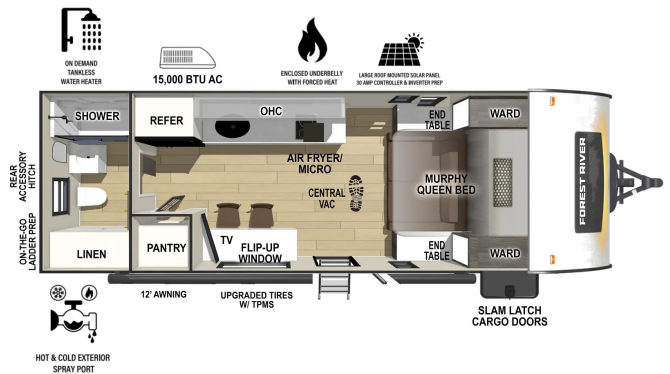 ON DEMAND
TANKLESS
WATER HEATER
15,000 BTU AC
ENCLOSED UNDERBELLY
WITH FORCED HEAT
LARGE ROOF MOUNTED SOLAR PANEL
30 AMP CONTROLLER & INVERTER PREP
SHOWER
REFER
OHC
END
TABLE
WARD
AIR FRYER/
MICRO
CENTRAL
VAC
MURPHY
QUEEN BED
FOREST RIVER
REAR
ACCESSORY
HITCH
ON-THE-GO
LADDER PREP
LINEN
PANTRY
TV
FLIP-UP
WINDOW
END
TABLE
WARD
12' AWNING
UPGRADED TIRES
W/ TPMS
SLAM LATCH
CARGO DOORS
HOT & COLD EXTERIOR
SPRAY PORT